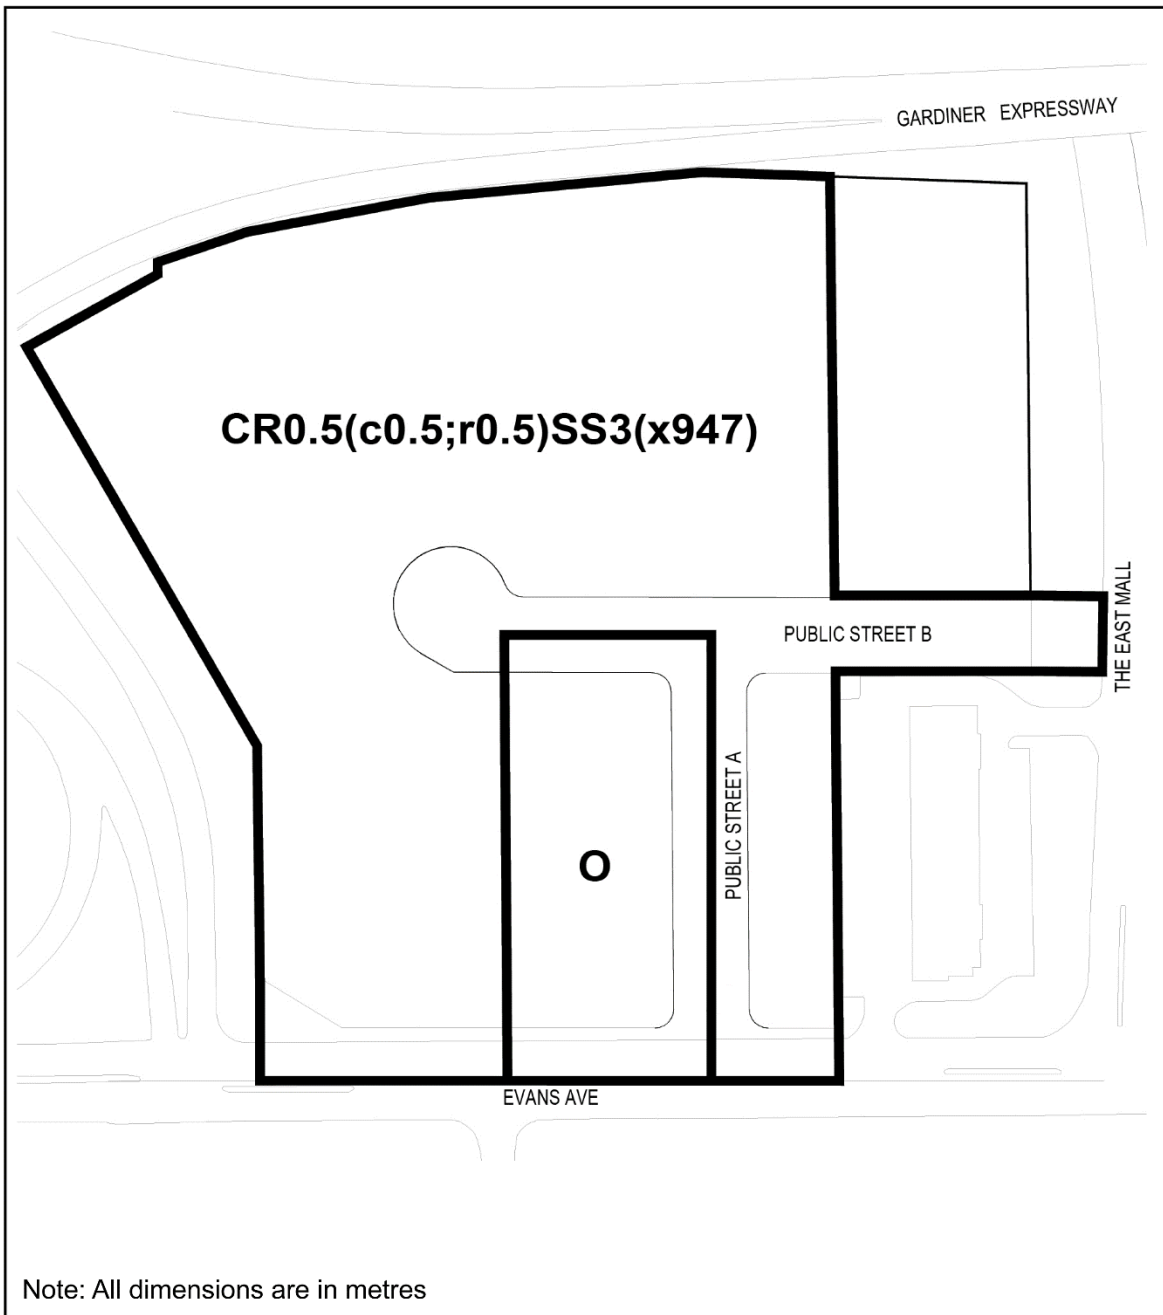 GARDINER EXPRESSWAY
CR0.5(c0.5;r0.5)SS3(x947)
PUBLIC STREET B
THE EAST MALL
PUBLIC STREET A
O
EVANS AVE
Note: All dimensions are in metres